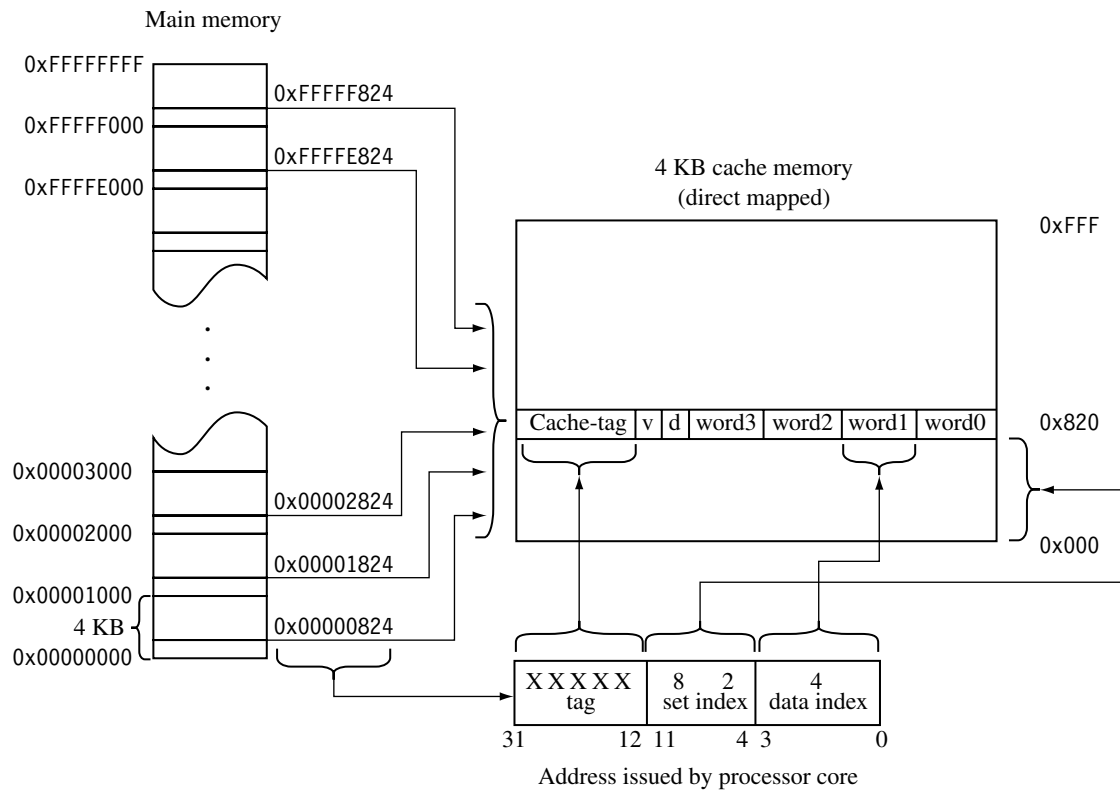 Main memory
0xFFFFFFFF
0xFFFFF824
0xFFFFF000
0xFFFFE824
0xFFFFE000
4 KB cache memory
(direct mapped)
0xFFF
.
.
.
Cache-tag v d word3 word2 word1 word0
0x820
0x00003000
0x00002824
0x00002000
0x00001824
0x00001000
4 KB
0x00000824
0x00000000
0x000
X X X X X 8 2 4
tag set index data index
31 12 11 4 3 0
Address issued by processor core